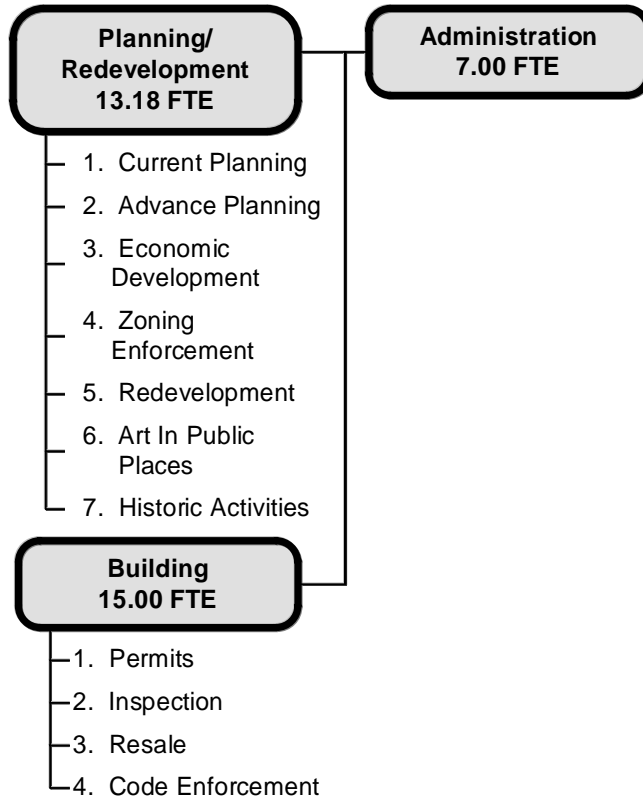 Planning/
Redevelopment
13.18 FTE
Administration
7.00 FTE
1. Current Planning
2. Advance Planning
3. Economic
Development
4. Zoning
Enforcement
5. Redevelopment
6. Art In Public
Places
7. Historic Activities
Building
15.00 FTE
1. Permits
2. Inspection
3. Resale
4. Code Enforcement